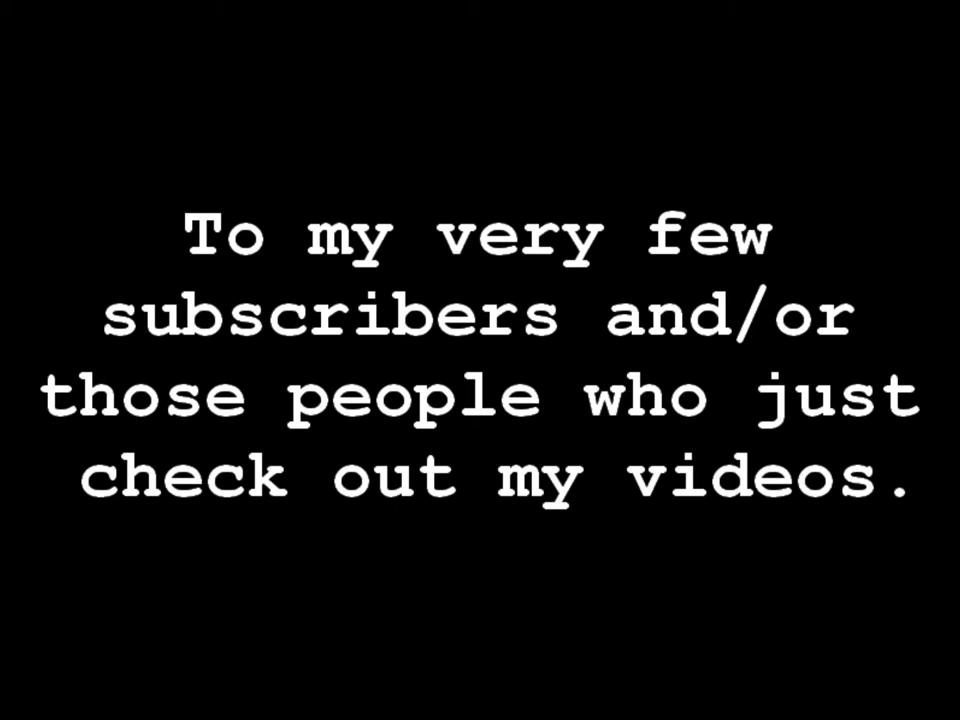 To my very few
subscribers and/or
those people who just
check out my videos.